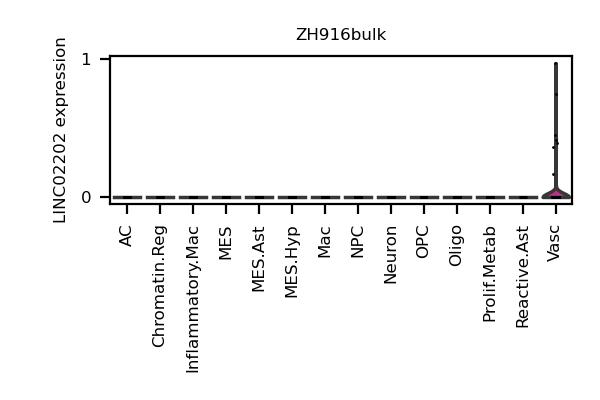 ZH916bulk
LINC02202 expression
1
0
AC
Chromatin.Reg
Inflammatory.Mac
MES
MES.Ast
MES.Hyp
Mac
NPC
Neuron
OPC
Oligo
Prolif.Metab
Reactive.Ast
Vasc